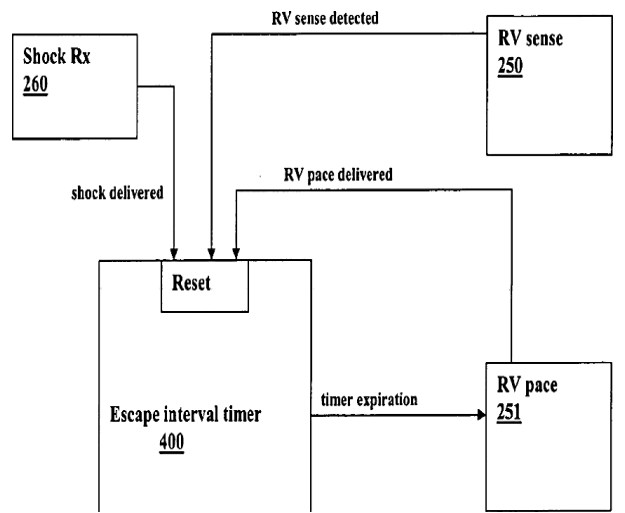 RV sense detected
Shock Rx
260
RV sense
250
shock delivered
RV pace delivered
Reset
Escape interval timer
400
timer expiration
RV pace
251